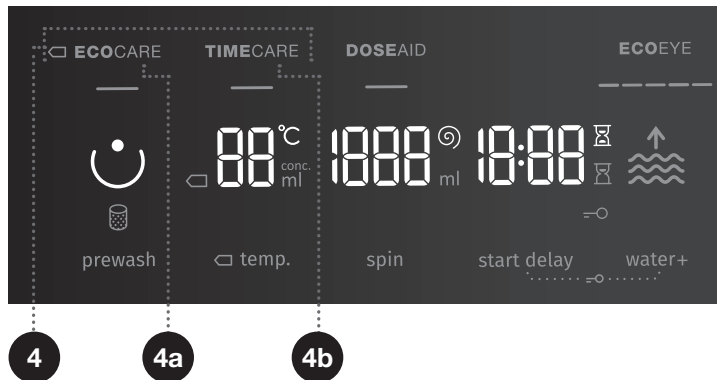 ECOCARE TIMECARE DOSEAID ECOEYE
88 °C 1888 18:88
conc.
ml ml
prewash temp. spin start delay water+
4 4a 4b